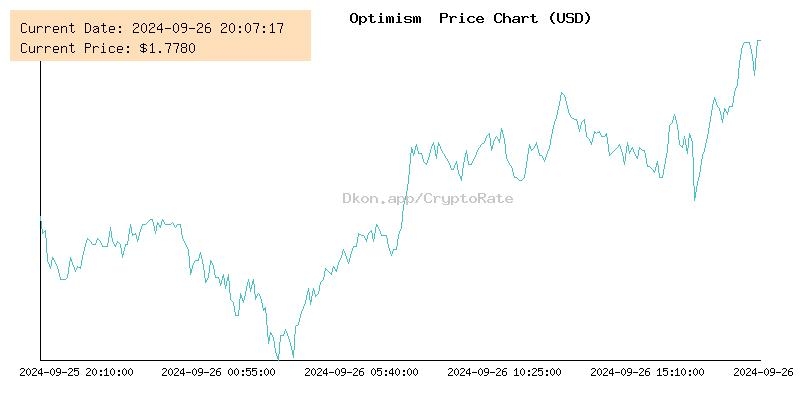 Optimism  Price Chart (USD)
Current Date: 2024-09-26 20:07:17
Current Price: $1.7780
Dkon.app/CryptoRate
2024-09-25 20:10:00 2024-09-26 00:55:00 2024-09-26 05:40:00 2024-09-26 10:25:00 2024-09-26 15:10:00 2024-09-26